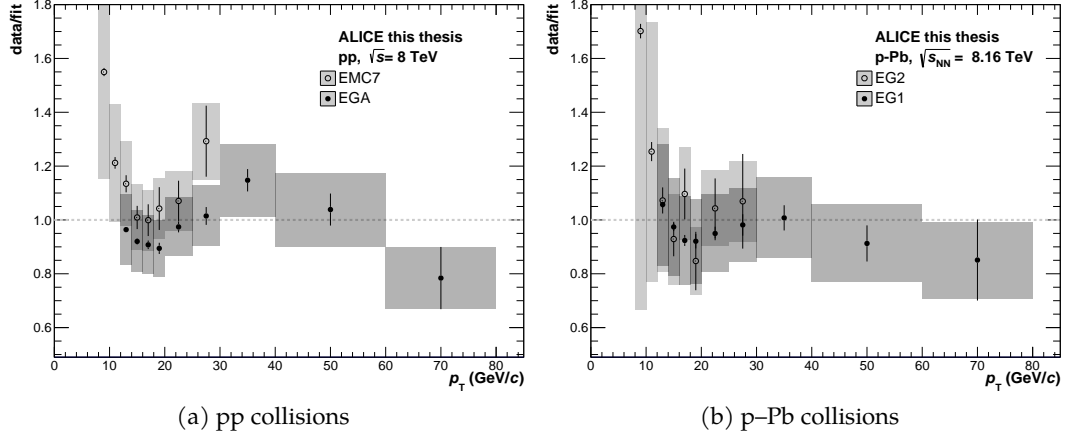 data/fit
1.8
1.6
1.4
1.2
1.0
0.8
0.6
ALICE this thesis
pp, √s= 8 TeV
EMC7
EGA
0 10 20 30 40 50 60 70 80
p_T (GeV/c)
(a) pp collisions
data/fit
1.8
1.6
1.4
1.2
1.0
0.8
0.6
ALICE this thesis
p-Pb, √s_NN = 8.16 TeV
EG2
EG1
0 10 20 30 40 50 60 70 80
p_T (GeV/c)
(b) p–Pb collisions